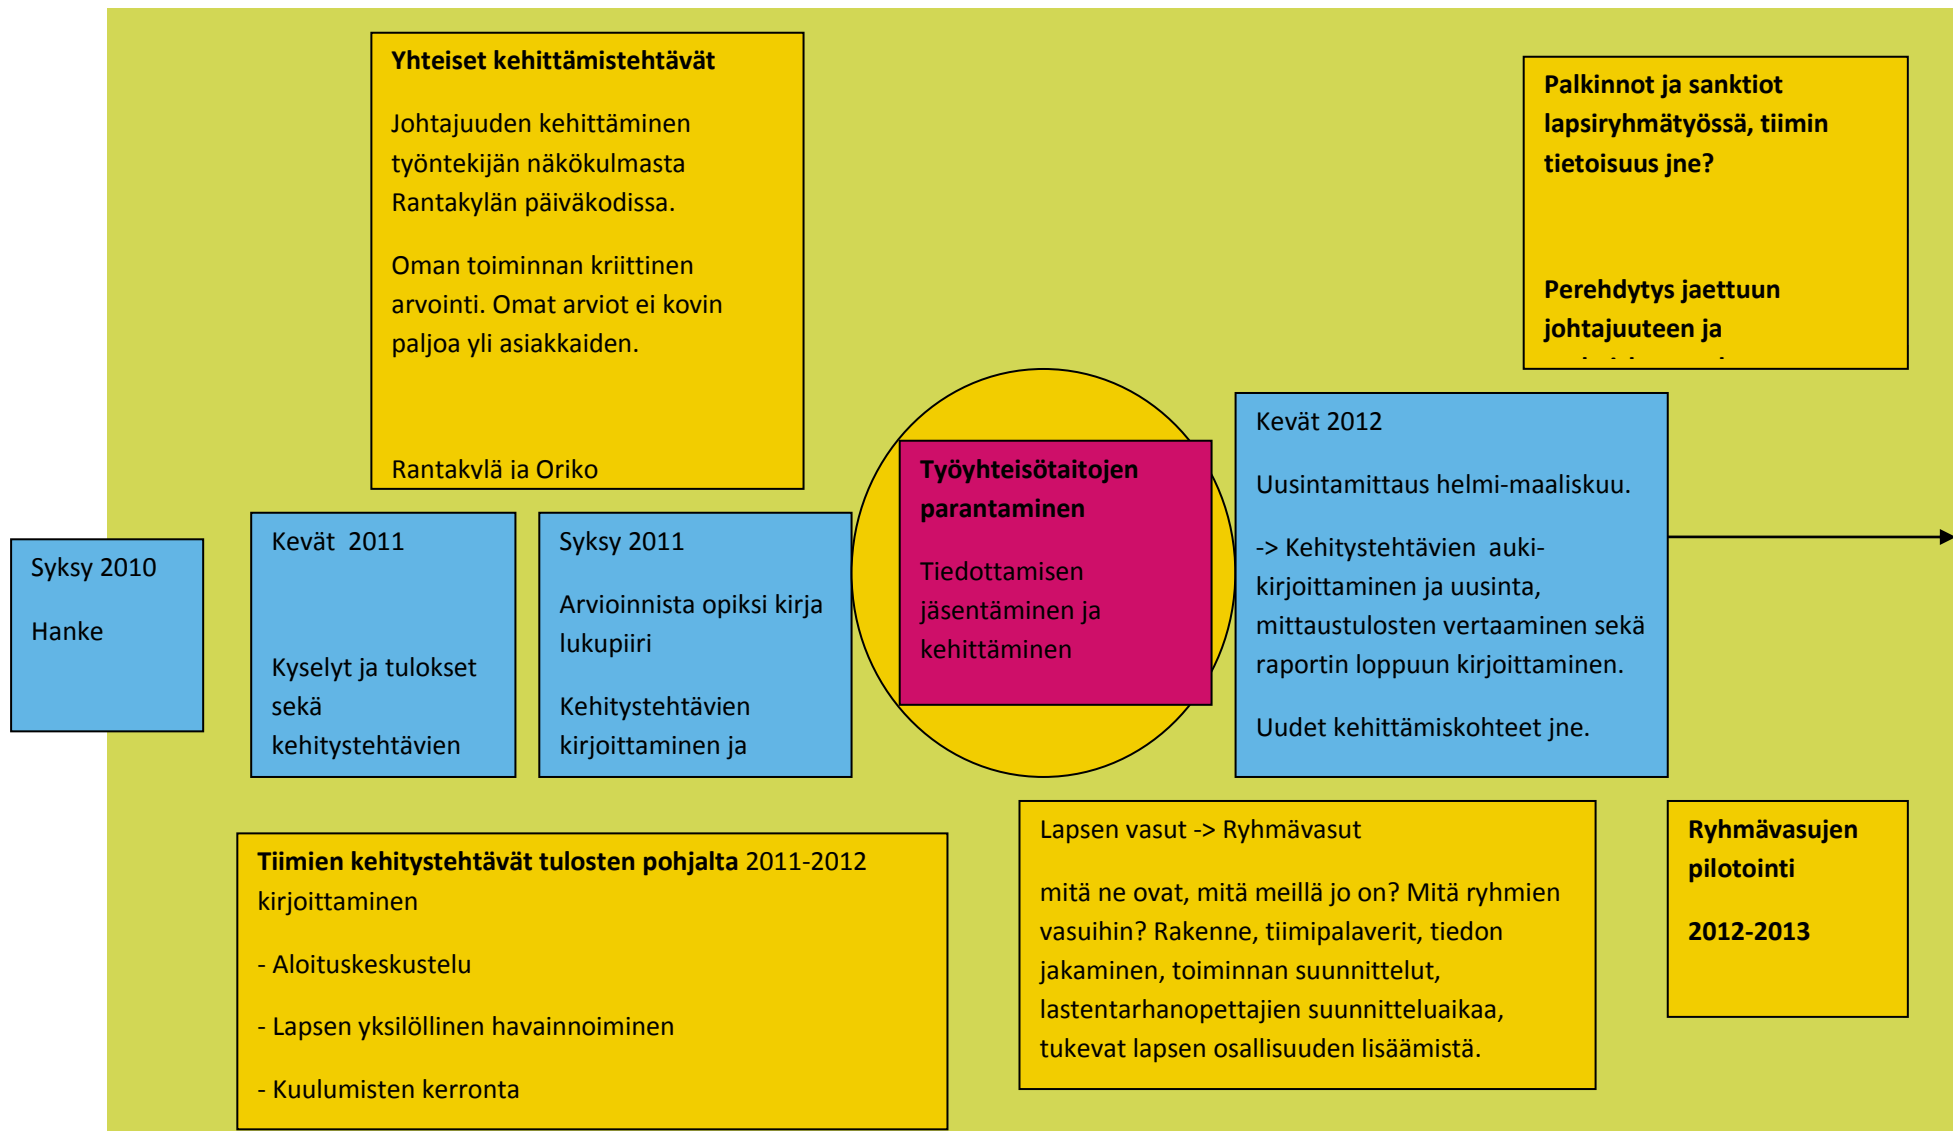 Yhteiset kehittämistehtävät
Johtajuuden kehittäminen
työntekijän näkökulmasta
Rantakylän päiväkodissa.
Oman toiminnan kriittinen
arvointi. Omat arviot ei kovin
paljoa yli asiakkaiden.
Rantakylä ja Oriko
Palkinnot ja sanktiot
lapsiryhmätyössä, tiimin
tietoisuus jne?
Perehdytys jaettuun
johtajuuteen ja
Syksy 2010
Hanke
Kevät 2011
Kyselyt ja tulokset
sekä
kehitystehtävien
Syksy 2011
Arvioinnista opiksi kirja
lukupiiri
Kehitystehtävien
kirjoittaminen ja
Työyhteisötaitojen
parantaminen
Tiedottamisen
jäsentäminen ja
kehittäminen
Kevät 2012
Uusintamittaus helmi-maaliskuu.
-> Kehitystehtävien auki-
kirjoittaminen ja uusinta,
mittaustulosten vertaaminen sekä
raportin loppuun kirjoittaminen.
Uudet kehittämiskohteet jne.
Tiimien kehitystehtävät tulosten pohjalta 2011-2012
kirjoittaminen
- Aloituskeskustelu
- Lapsen yksilöllinen havainnoiminen
- Kuulumisten kerronta
Lapsen vasut -> Ryhmävasut
mitä ne ovat, mitä meillä jo on? Mitä ryhmien
vasuihin? Rakenne, tiimipalaverit, tiedon
jakaminen, toiminnan suunnittelut,
lastentarhanopettajien suunnitteluaikaa,
tukevat lapsen osallisuuden lisäämistä.
Ryhmävasujen
pilotointi
2012-2013